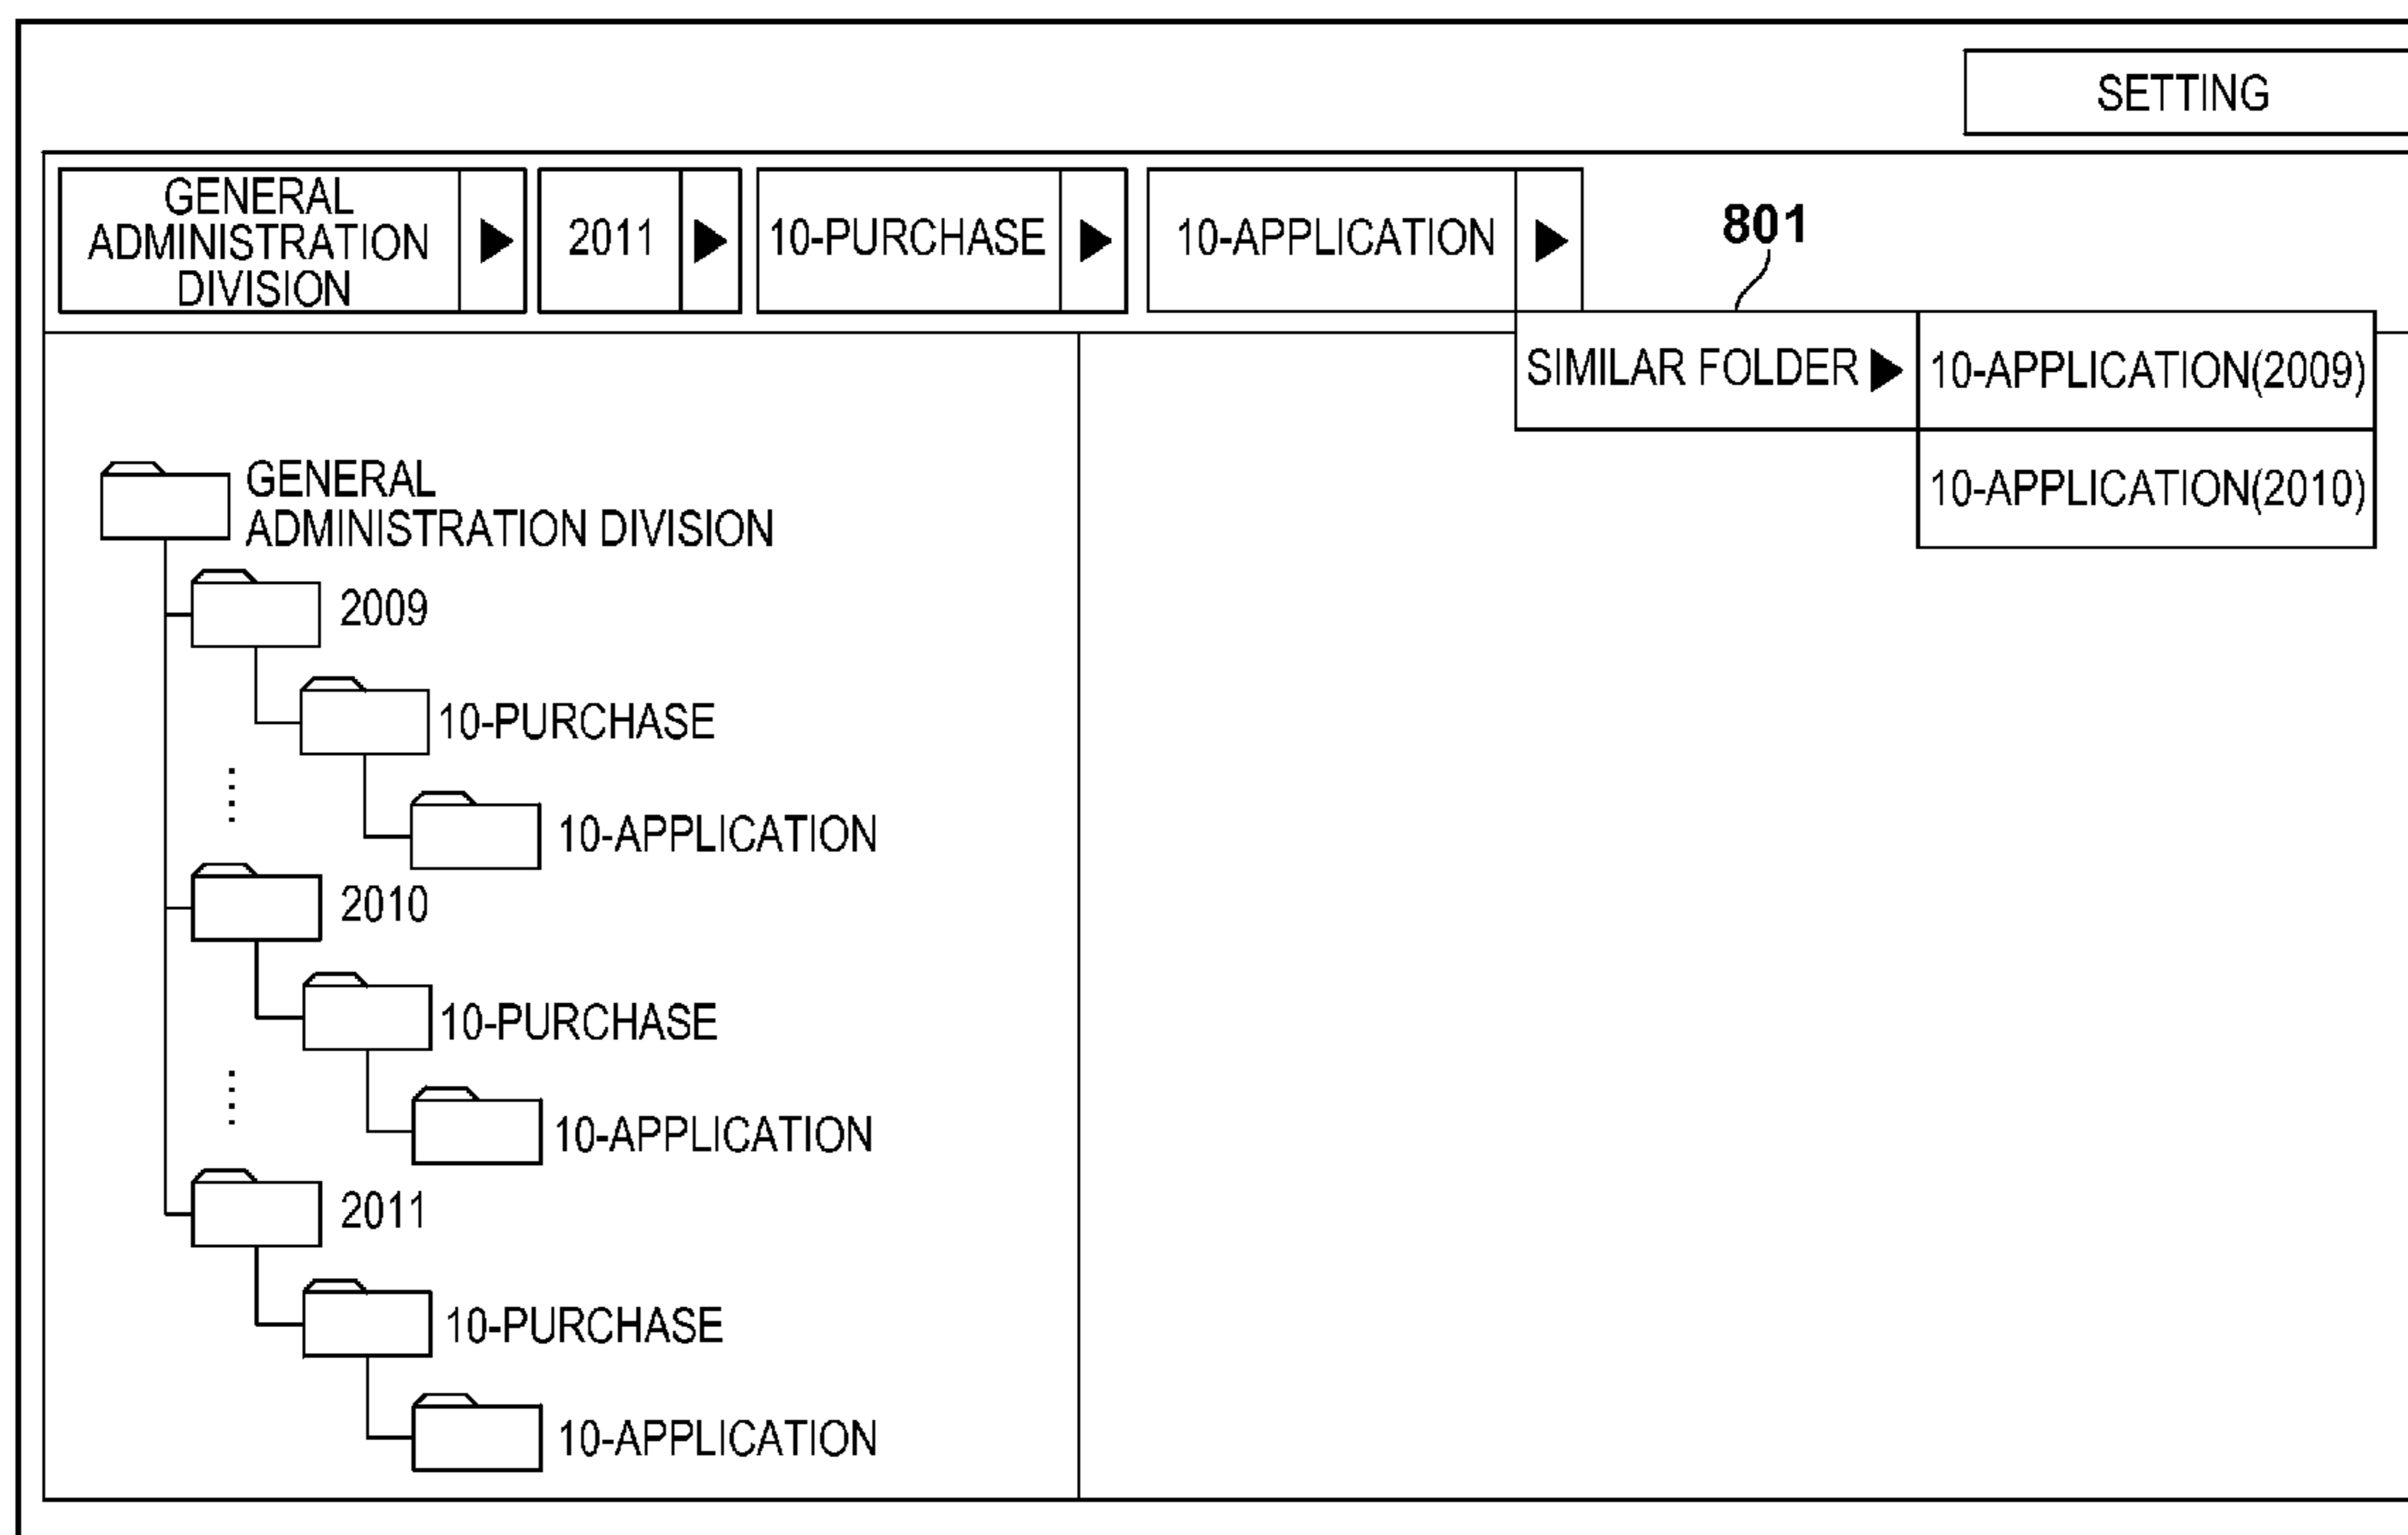 SETTING
GENERAL
ADMINISTRATION
DIVISION
2011
10-PURCHASE
10-APPLICATION
801
SIMILAR FOLDER
10-APPLICATION(2009)
10-APPLICATION(2010)
GENERAL
ADMINISTRATION DIVISION
2009
10-PURCHASE
10-APPLICATION
2010
10-PURCHASE
10-APPLICATION
2011
10-PURCHASE
10-APPLICATION